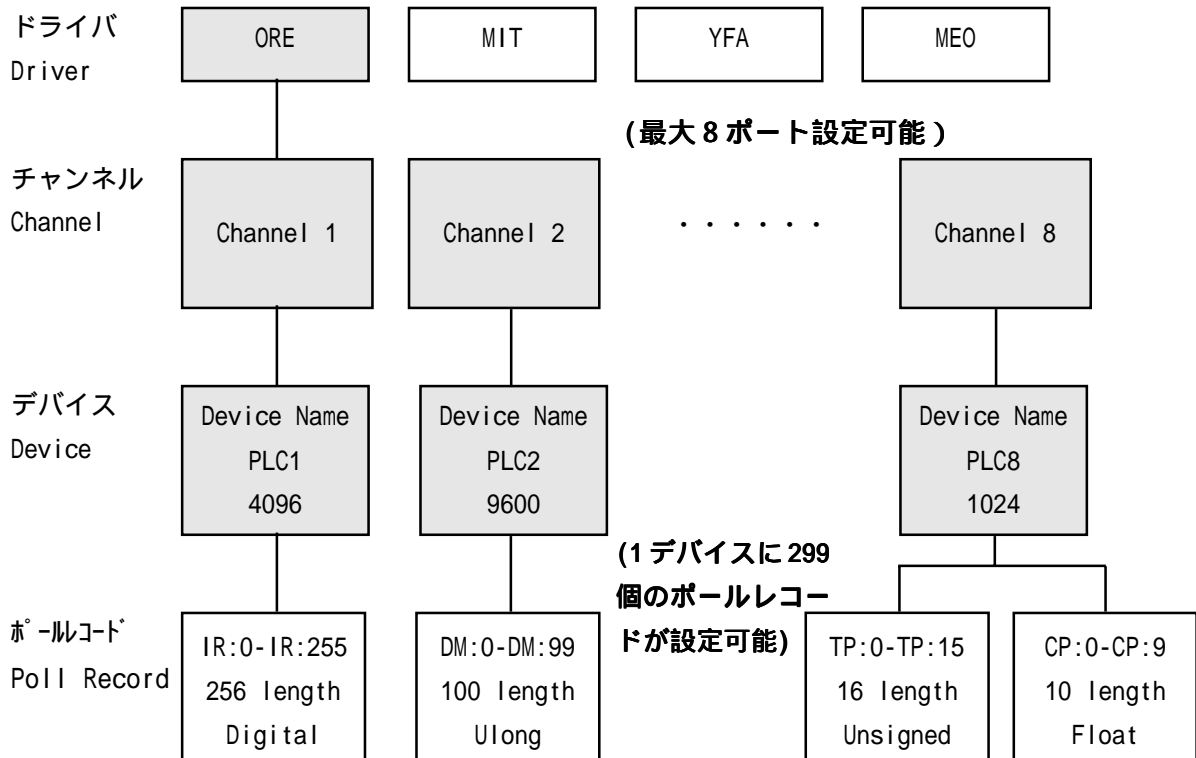 ドライバ
Driver
ORE
MIT
YFA
MEO
(最大8ポート設定可能)
チャンネル
Channel
Channel 1
Channel 2
・・・・・・
Channel 8
デバイス
Device
Device Name
PLC1
4096
Device Name
PLC2
9600
Device Name
PLC8
1024
(1デバイスに299
個のポールレコー
ドが設定可能)
ﾎﾟｰﾙﾚｺｰﾄﾞ
Poll Record
IR:0-IR:255
256 length
Digital
DM:0-DM:99
100 length
Ulong
TP:0-TP:15
16 length
Unsigned
CP:0-CP:9
10 length
Float